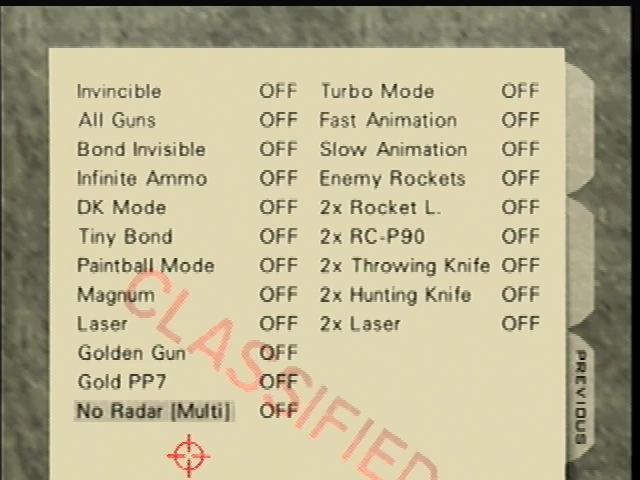 Invincible OFF Turbo Mode OFF
All Guns OFF Fast Animation OFF
Bond Invisible OFF Slow Animation OFF
Infinite Ammo OFF Enemy Rockets OFF
DK Mode OFF 2x Rocket L. OFF
Tiny Bond OFF 2x RC-P90 OFF
Paintball Mode OFF 2x Throwing Knife OFF
Magnum OFF 2x Hunting Knife OFF
Laser OFF 2x Laser OFF
Golden Gun OFF
Gold PP7 OFF
No Radar (Multi) OFF
CLASSIFIED
PREVIOUS